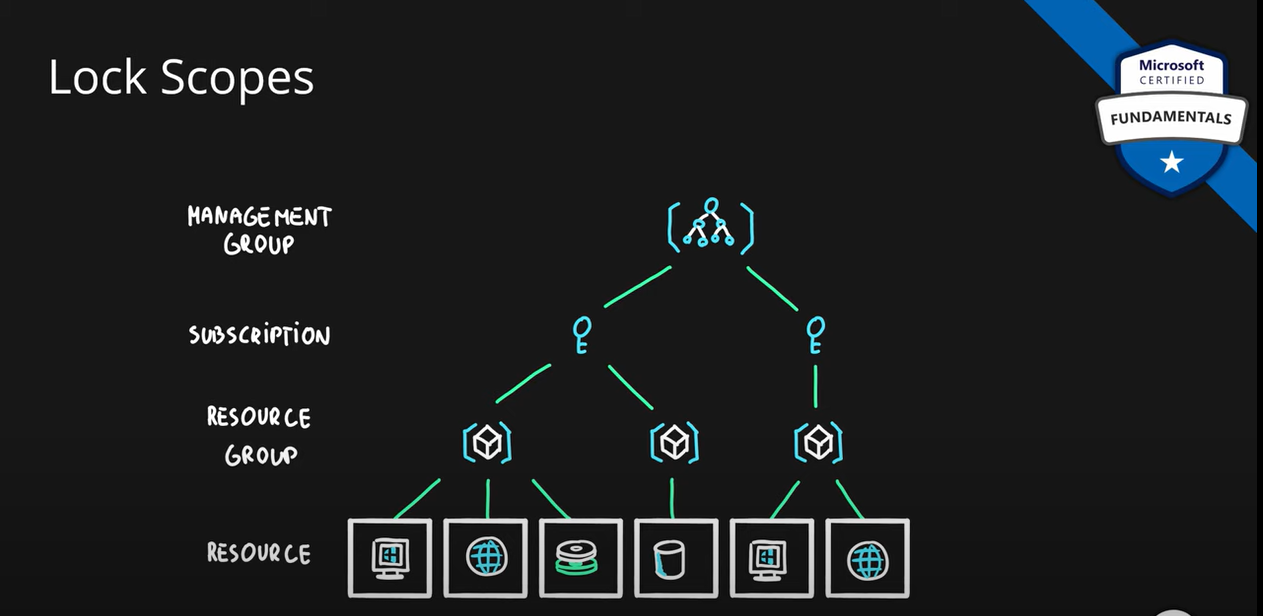 Lock Scopes
Microsoft
CERTIFIED
FUNDAMENTALS
MANAGEMENT
GROUP
SUBSCRIPTION
RESOURCE
GROUP
RESOURCE